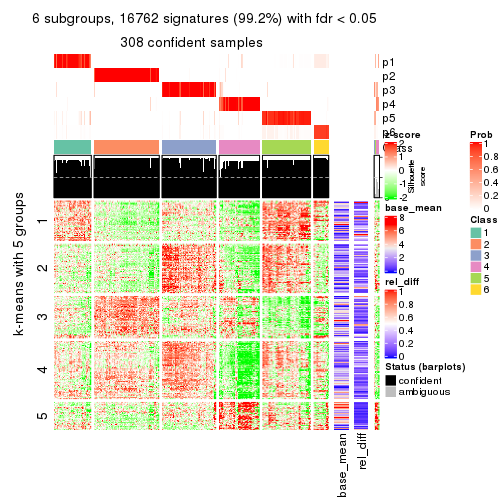 6 subgroups, 16762 signatures (99.2%) with fdr < 0.05
308 confident samples
p1
p2
p3
p4
p5
p6
Class
z-score
2
1
0
-1
-2
Silhouette
score
Prob
1
0.8
0.6
0.4
0.2
0
base_mean
8
6
4
2
0
Class
1
2
3
4
5
6
rel_diff
1
0.8
0.6
0.4
0.2
0
Status (barplots)
confident
ambiguous
k-means with 5 groups
1
2
3
4
5
base_mean
rel_diff